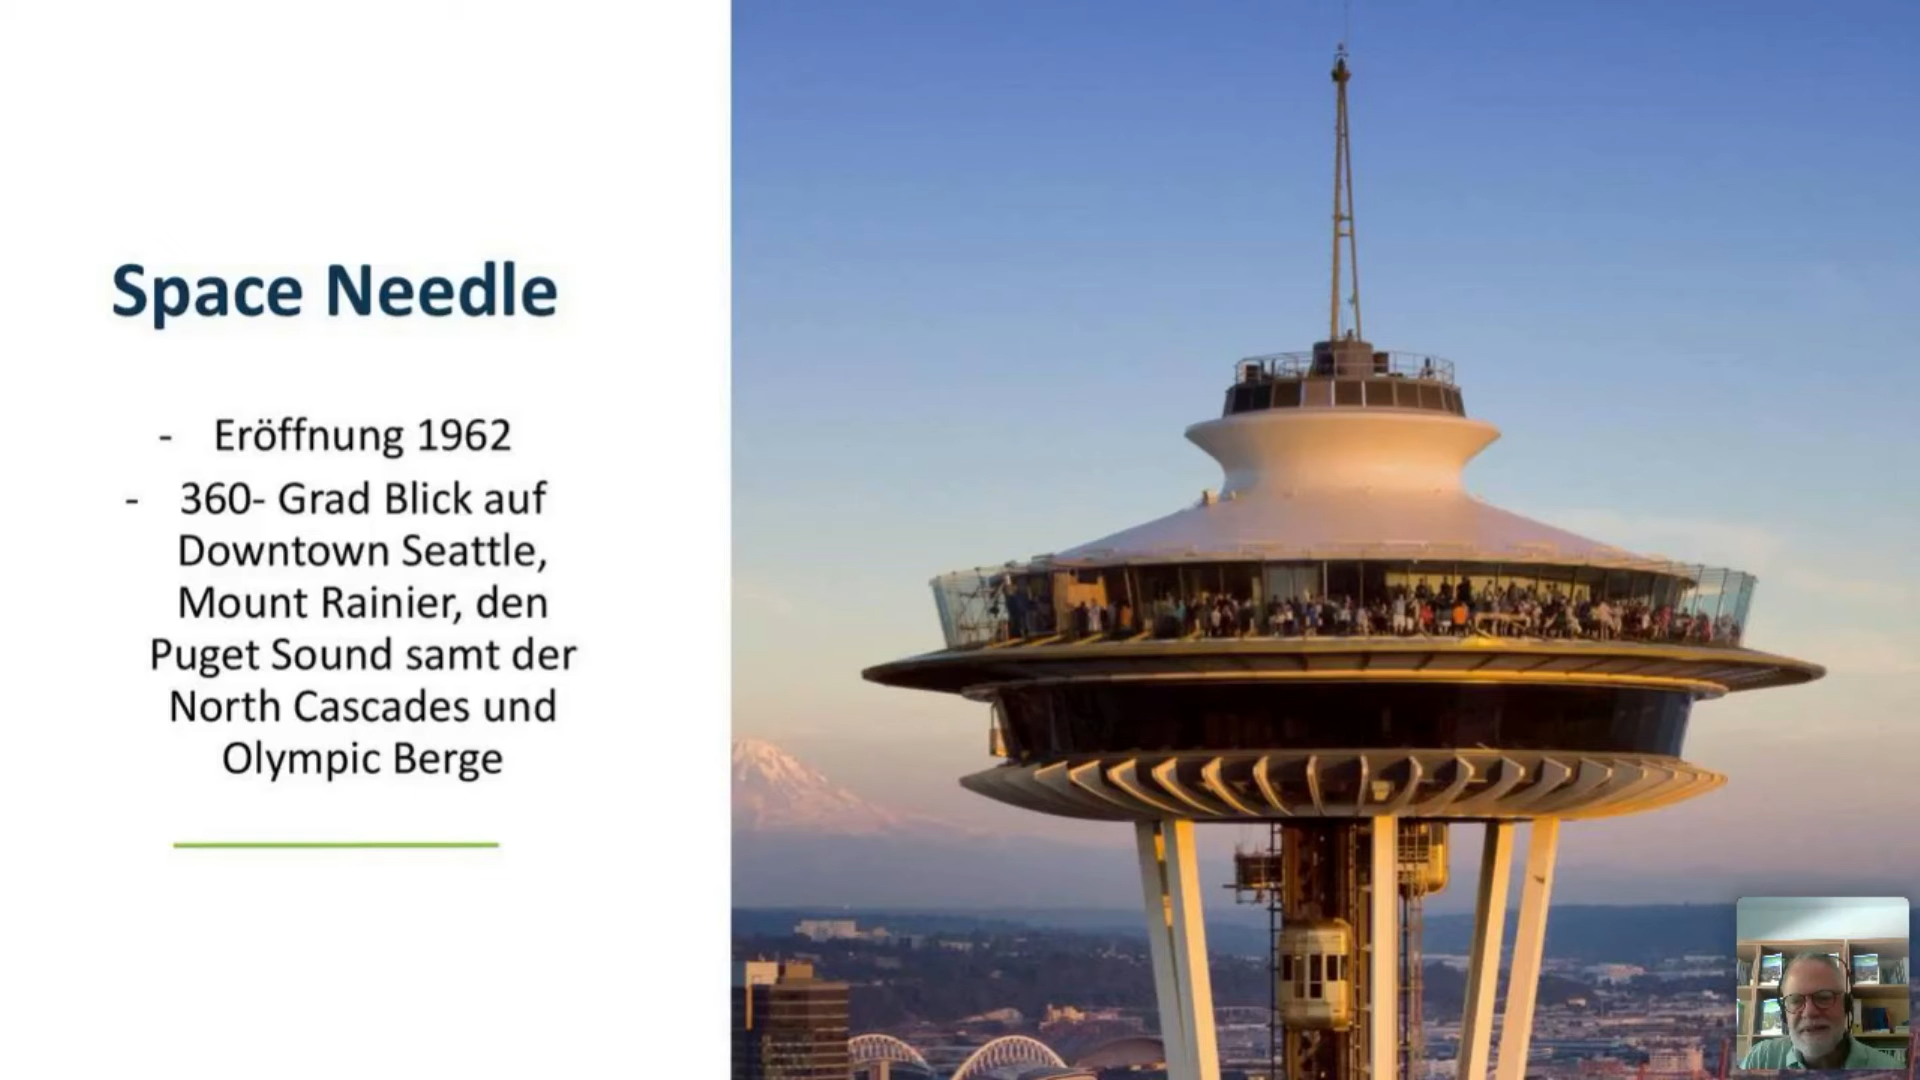 Space Needle
- Eröffnung 1962
- 360- Grad Blick auf
Downtown Seattle,
Mount Rainier, den
Puget Sound samt der
North Cascades und
Olympic Berge